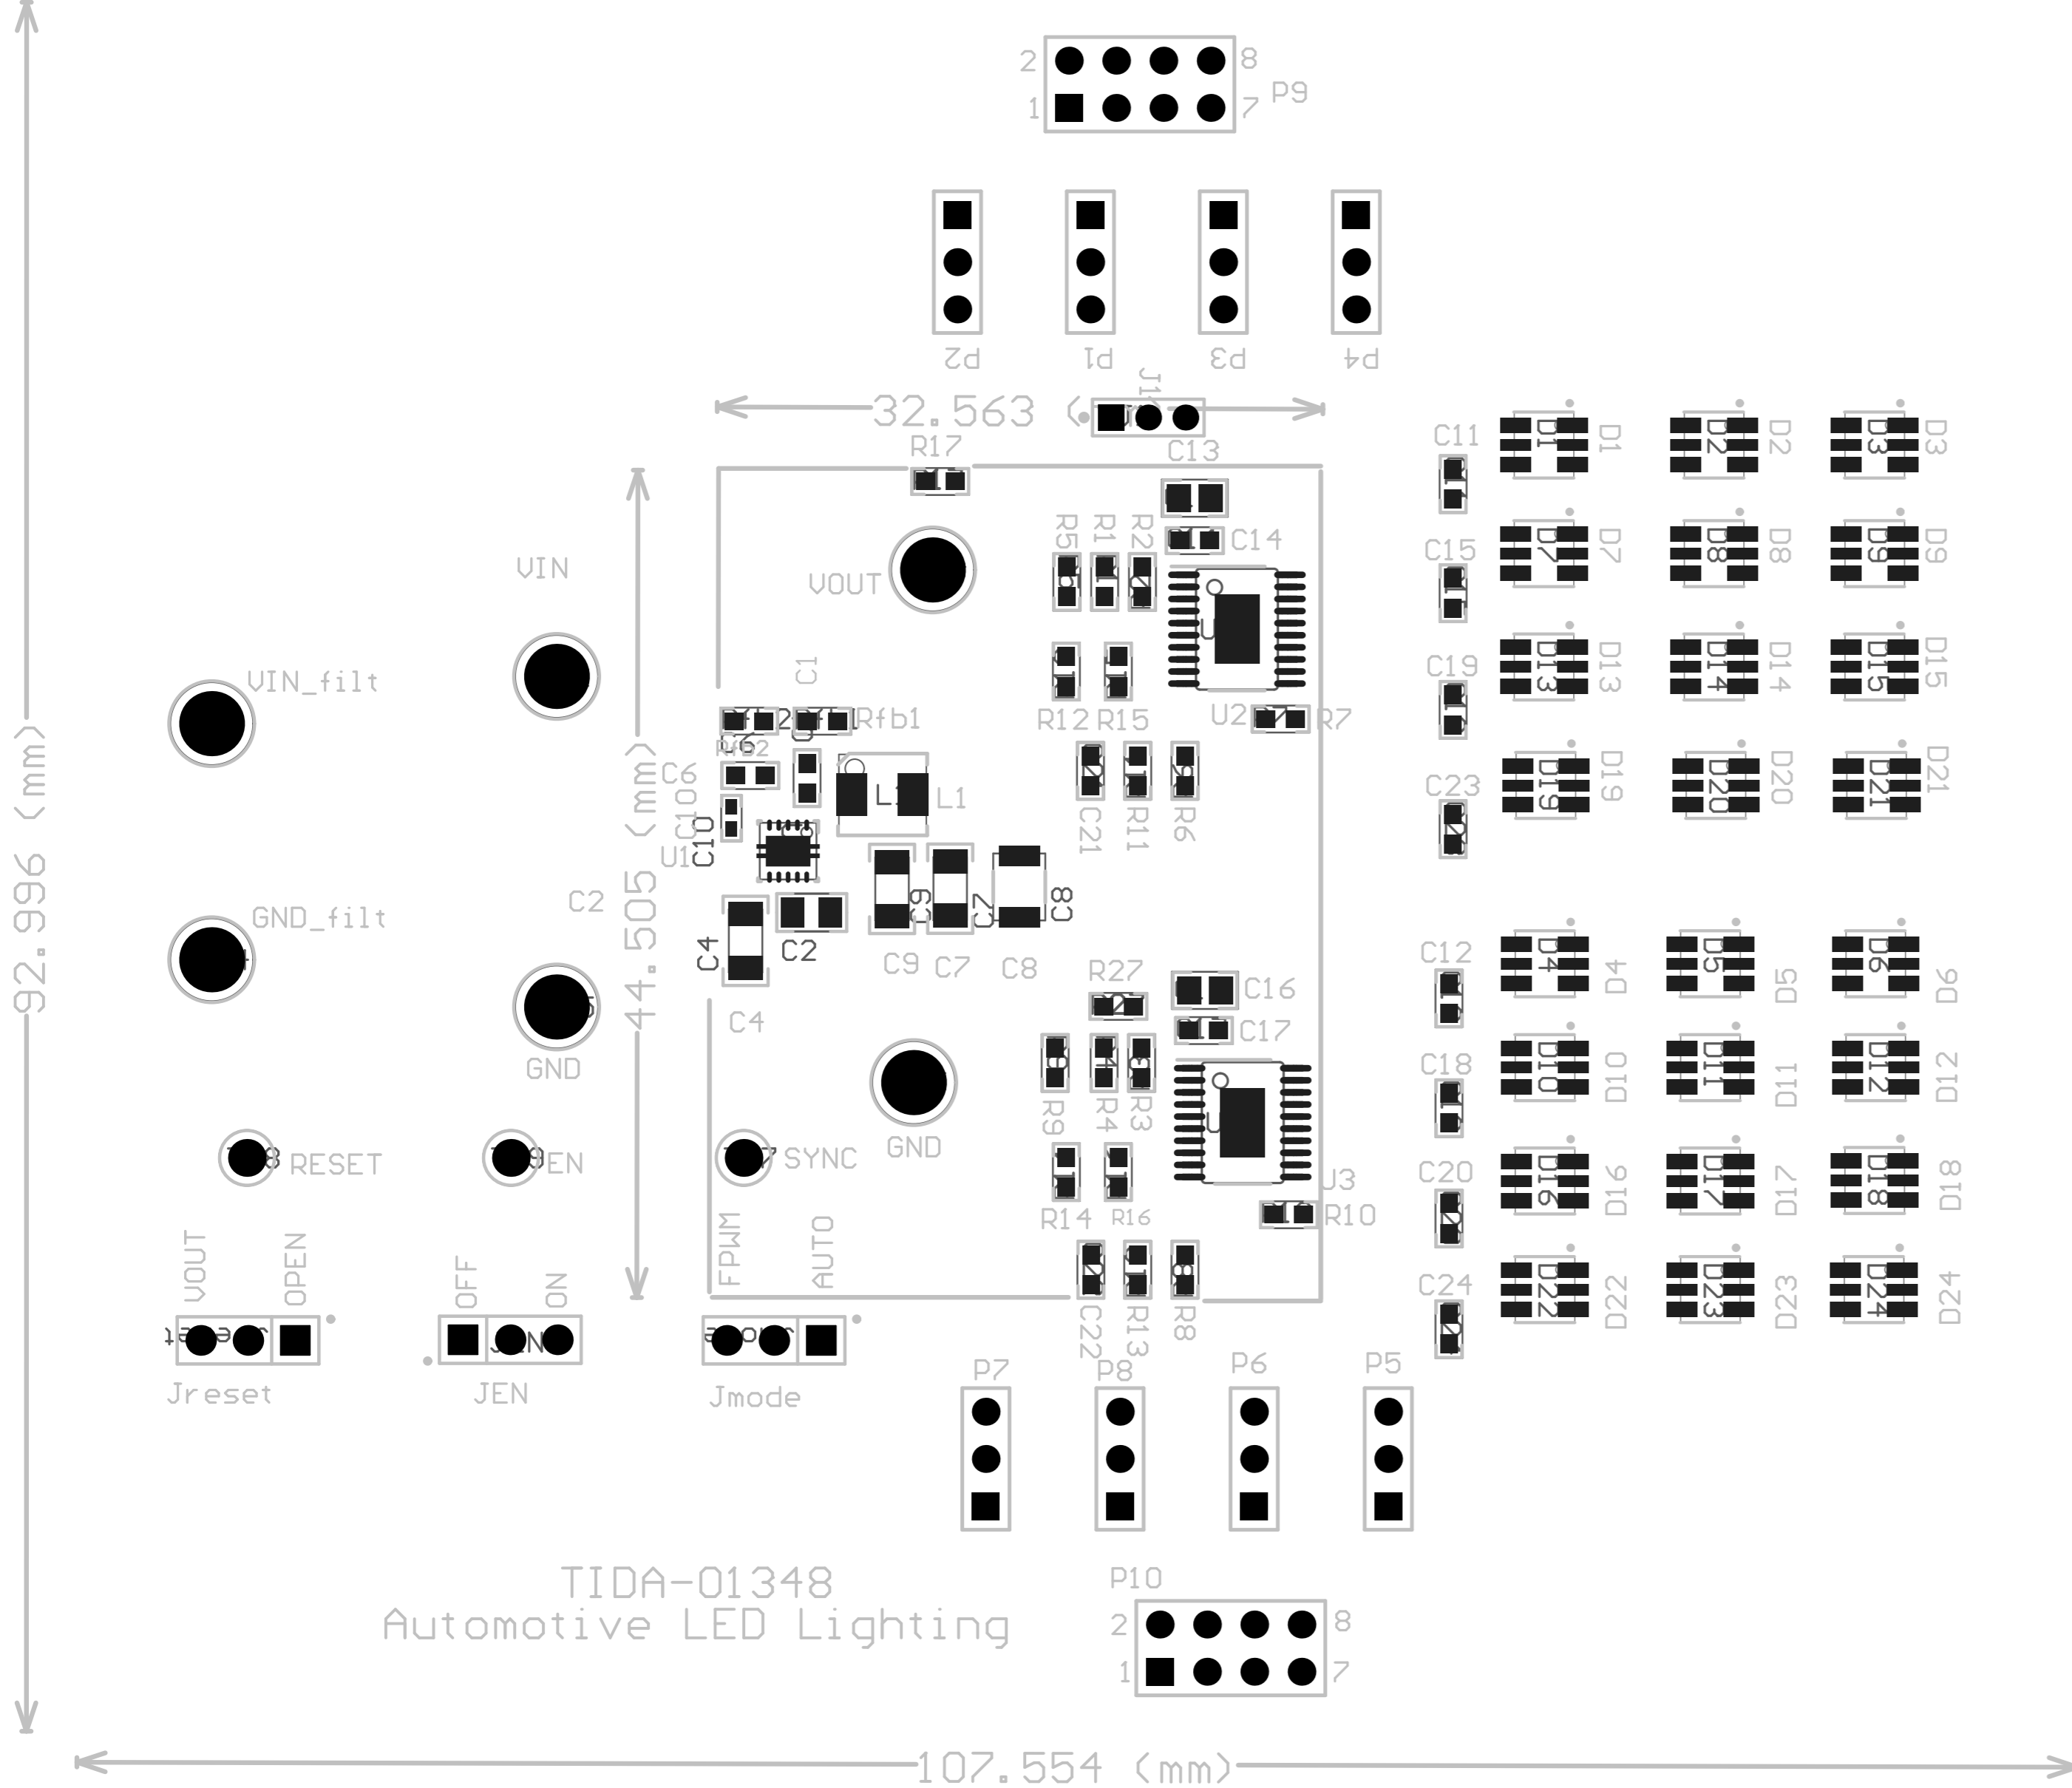 2 8
P9
1 7
P2 P1 P3 P4
32.563 (mm)
J1
R17
C13
C11
D1 D1 D2 D2 D3 D3
VIN
VOUT
R5 R1 R2
C14
C15
D7 D7 D8 D8 D9 D9
VIN_filt
C1
R12 R15
U2
R7
C19
D13 D13 D14 D14 D15 D15
Rfb1
Rfb2
C6
C10
C10
U1
L1
C21 R11 R6
C23
D19 D19 D20 D20 D21 D21
92.996 (mm)
44.505 (mm)
C2
GND_filt
C4
C2
C9
C7
C8
C9 C7 C8
C4
R27
C16
C17
C12
D4 D4 D5 D5 D6 D6
GND
GND
R9 R4 R3
C18
D10 D10 D11 D11 D12 D12
RESET
EN
SYNC
R14 R16
U3
R10
C20
D16 D16 D17 D17 D18 D18
VOUT OPEN
OFF ON
FPWM AUTO
C22 R13 R8
C24
D22 D22 D23 D23 D24 D24
Jreset
JEN
Jmode
P7 P8 P6 P5
TIDA-01348
Automotive LED Lighting
P10
2 8
1 7
107.554 (mm)